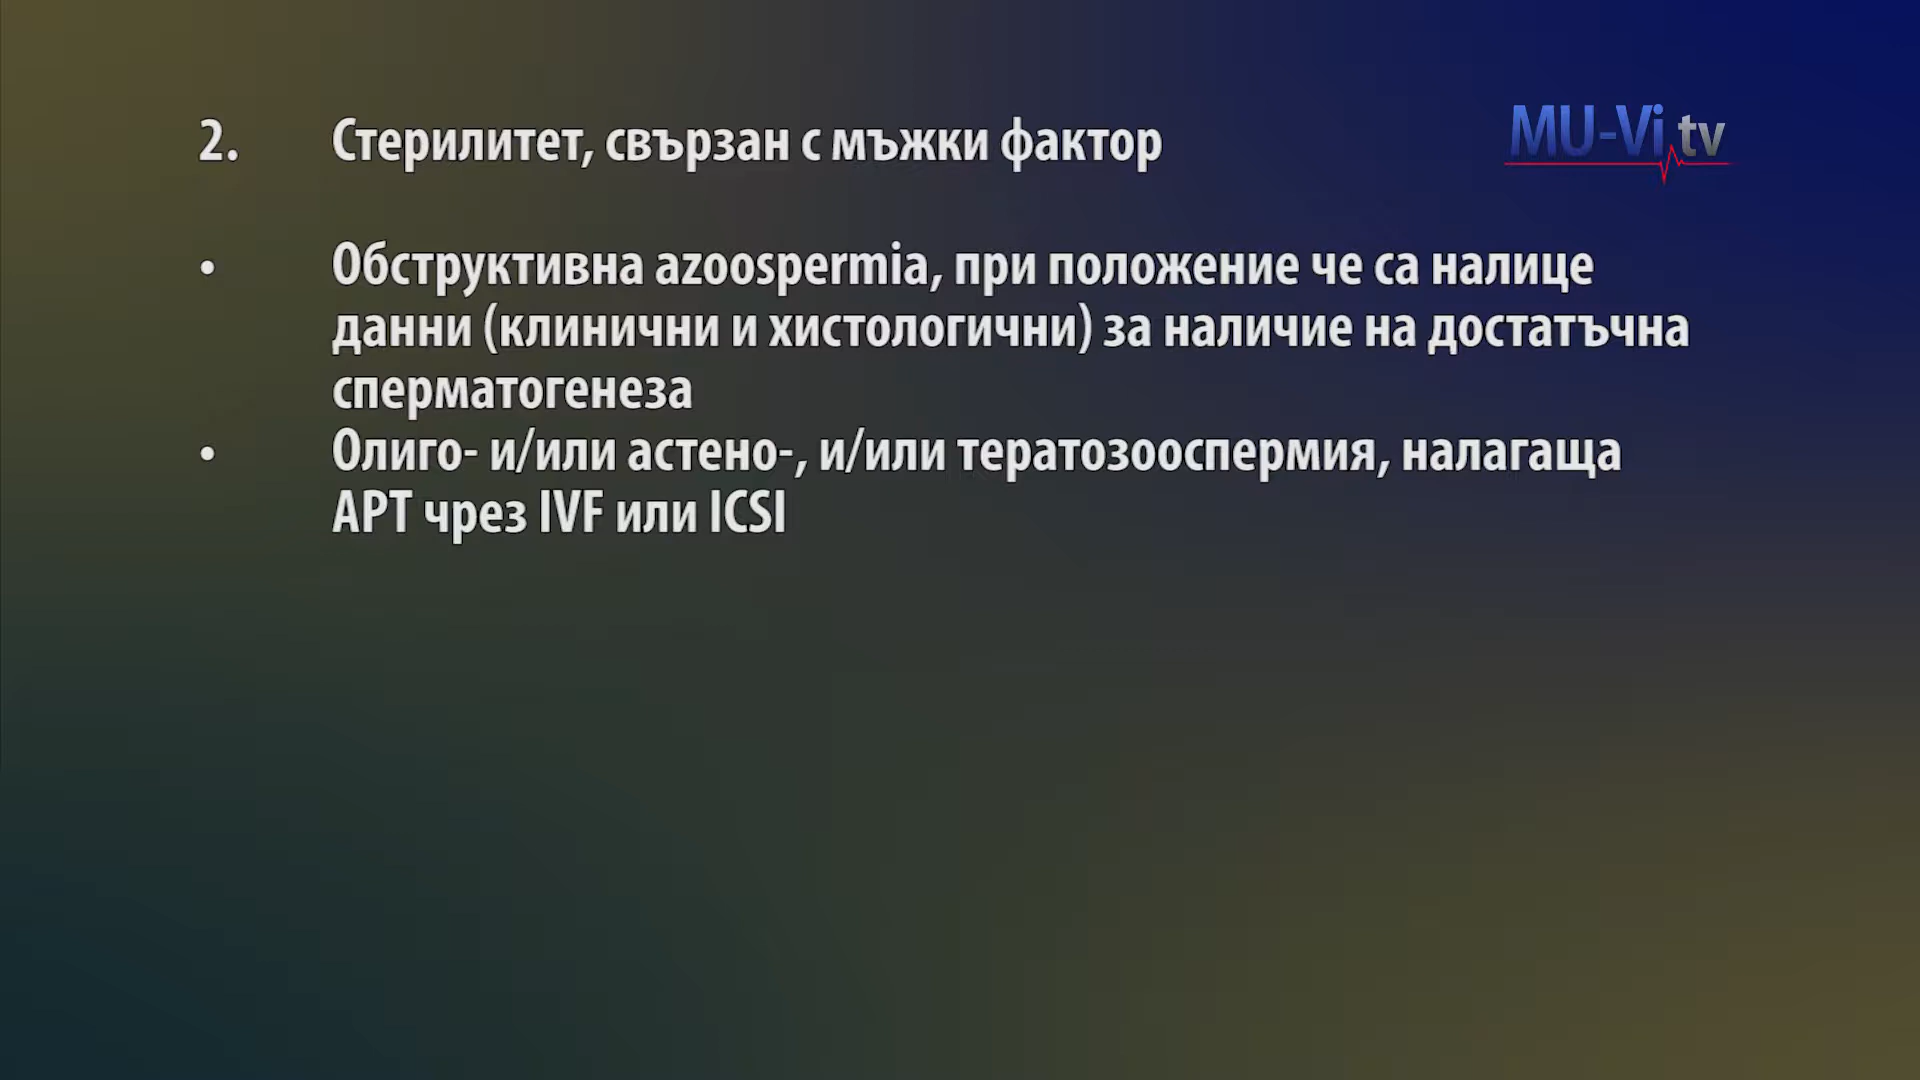 2. Стерилитет, свързан с мъжки фактор
MU-Vi.tv
• Обструктивна azoospermia, при положение че са налице
данни (клинични и хистологични) за наличие на достатъчна
сперматогенеза
• Олиго- и/или астено-, и/или тератозооспермия, налагаща
АРТ чрез IVF или ICSI